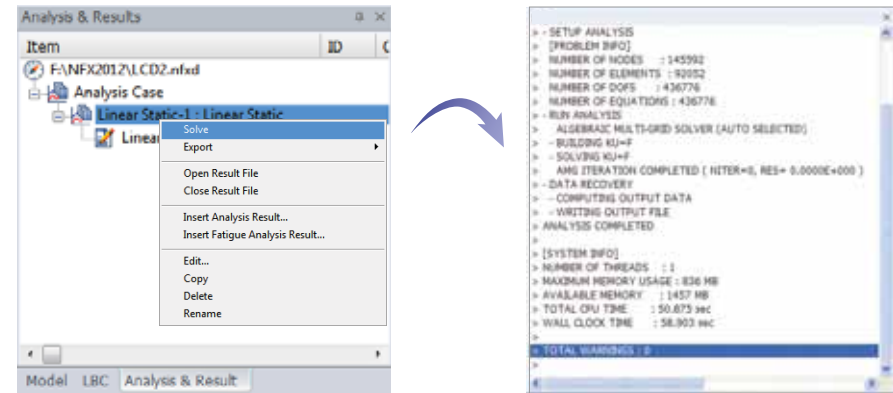 Analysis & Results
Item ID C
F:\NFX2012\LCD2.nfxd
Analysis Case
Linear Static-1 : Linear Static
Linear
Solve
Export
Open Result File
Close Result File
Insert Analysis Result...
Insert Fatigue Analysis Result...
Edit...
Copy
Delete
Rename
Model LBC Analysis & Result
> - SETUP ANALYSIS
> [PROBLEM INFO]
> NUMBER OF NODES : 145592
> NUMBER OF ELEMENTS : 92052
> NUMBER OF DOFS : 436776
> NUMBER OF EQUATIONS : 436776
> - RUN ANALYSIS
> ALGEBRAIC MULTI-GRID SOLVER (AUTO SELECTED)
> - BUILDING KU=F
> - SOLVING KU=F
> AMG ITERATION COMPLETED ( NITER=0, RES= 0.0000E+000 )
> - DATA RECOVERY
> - COMPUTING OUTPUT DATA
> - WRITING OUTPUT FILE
> ANALYSIS COMPLETED
>
> [SYSTEM INFO]
> NUMBER OF THREADS : 1
> MAXIMUM MEMORY USAGE : 836 MB
> AVAILABLE MEMORY : 1457 MB
> TOTAL CPU TIME : 50.875 sec
> WALL CLOCK TIME : 58.903 sec
>
> TOTAL WARNINGS : 0
>